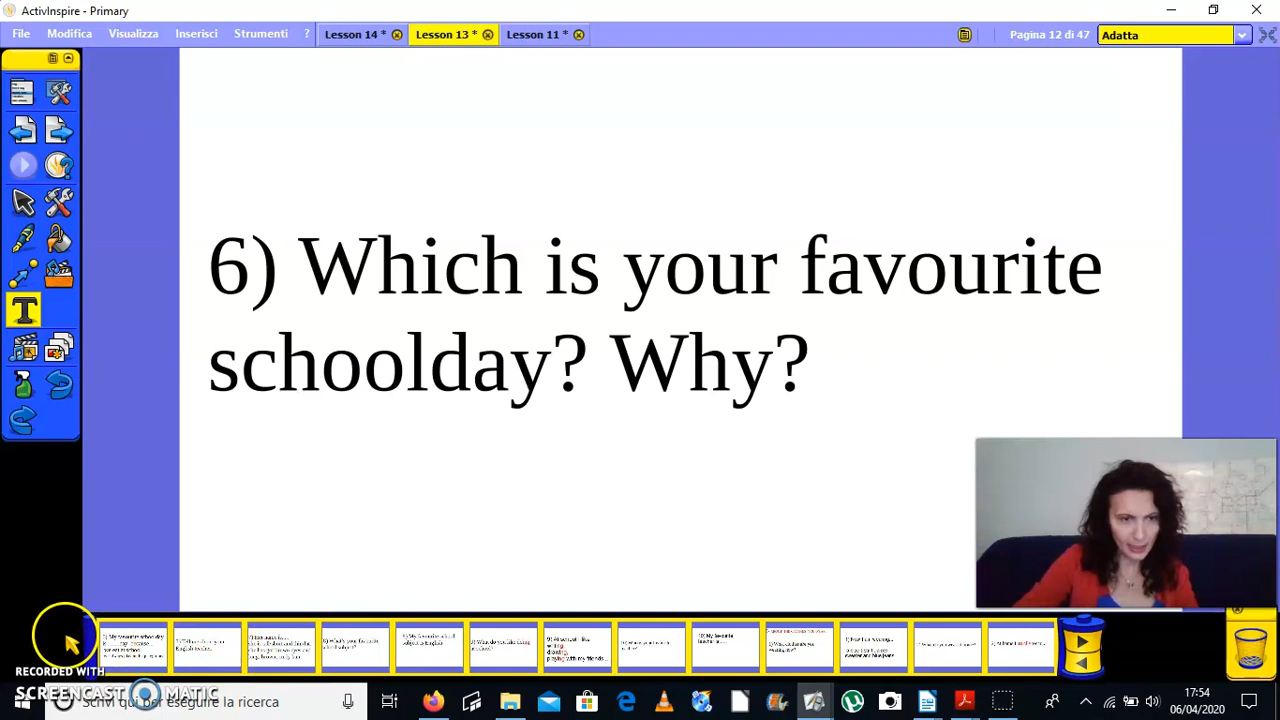 ActivInspire - Primary
File Modifica Visualizza Inserisci Strumenti ?
Lesson 14 * Lesson 13 * Lesson 11 *
Pagina 12 di 47
Adatta
6) Which is your favourite
schoolday? Why?
T
RECORDED WITH
SCREENCAST MATIC
Scrivi qui per eseguire la ricerca
17:54
06/04/2020